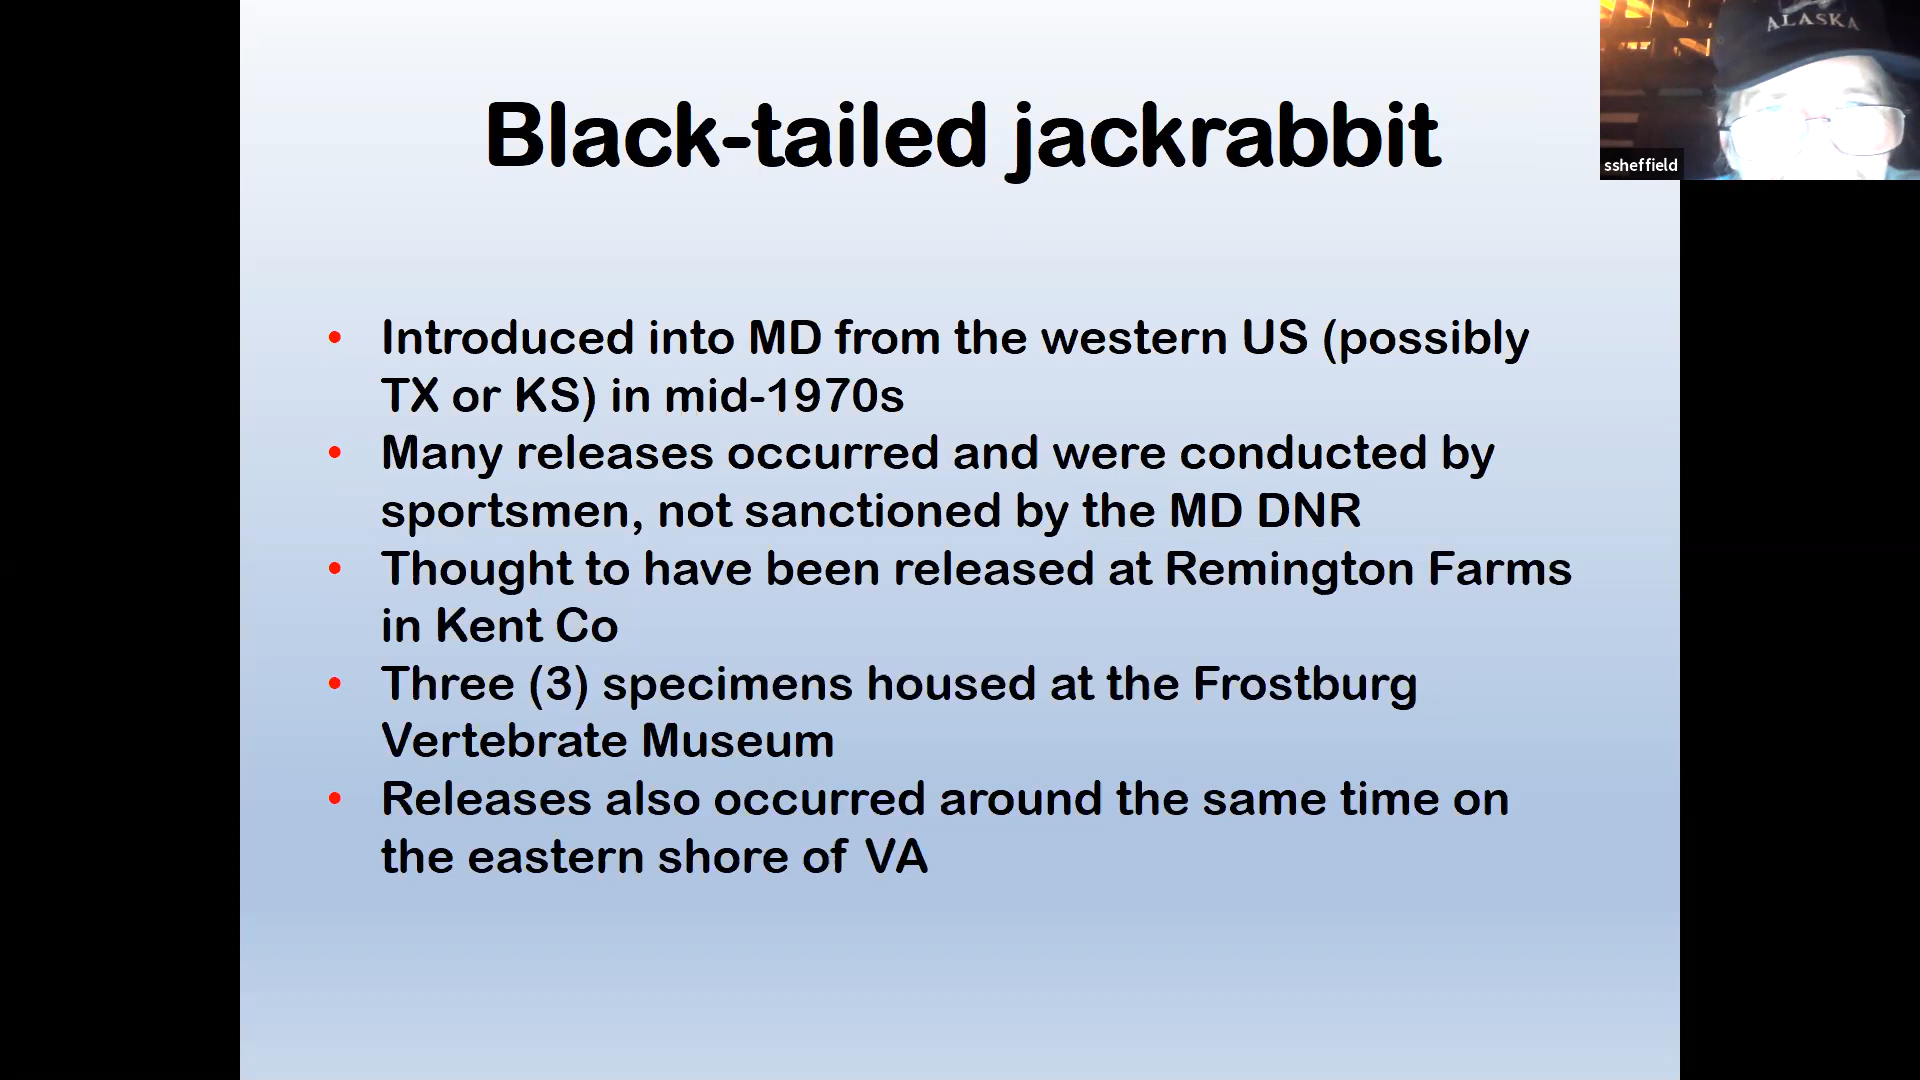 Black-tailed jackrabbit
ALASKA
ssheffield
• Introduced into MD from the western US (possibly
TX or KS) in mid-1970s
• Many releases occurred and were conducted by
sportsmen, not sanctioned by the MD DNR
• Thought to have been released at Remington Farms
in Kent Co
• Three (3) specimens housed at the Frostburg
Vertebrate Museum
• Releases also occurred around the same time on
the eastern shore of VA